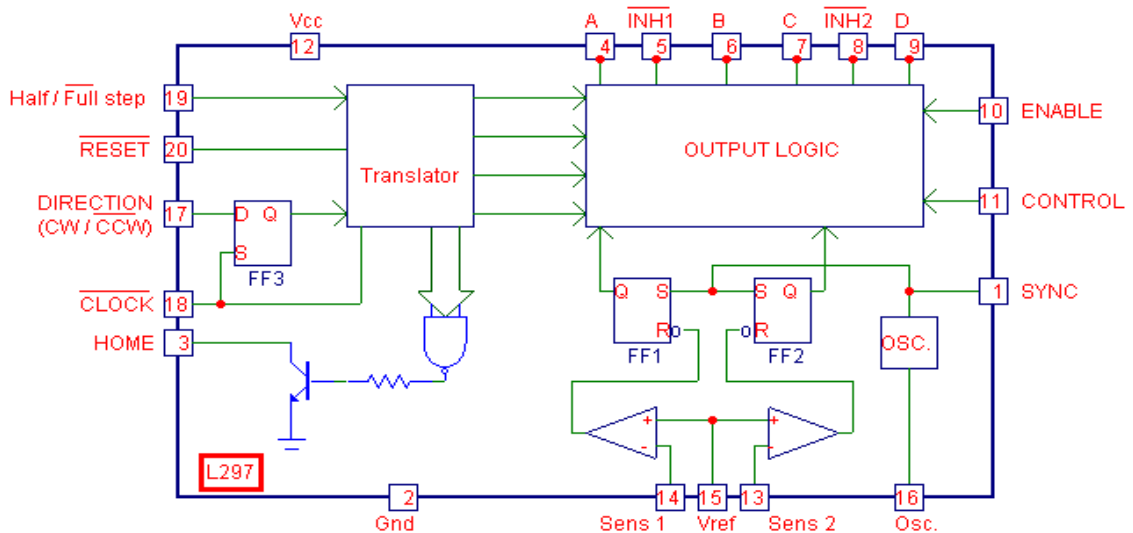 Vcc
12
A
INH1
B
C
INH2
D
4
5
6
7
8
9
Half / Full step
19
RESET
20
DIRECTION
(CW / CCW)
17
CLOCK
18
HOME
3
Translator
OUTPUT LOGIC
10
ENABLE
11
CONTROL
1
SYNC
D Q
S
FF3
Q S
R
FF1
S Q
R
FF2
OSC.
+
-
+
-
L297
2
14
15
13
16
Gnd
Sens 1
Vref
Sens 2
Osc.